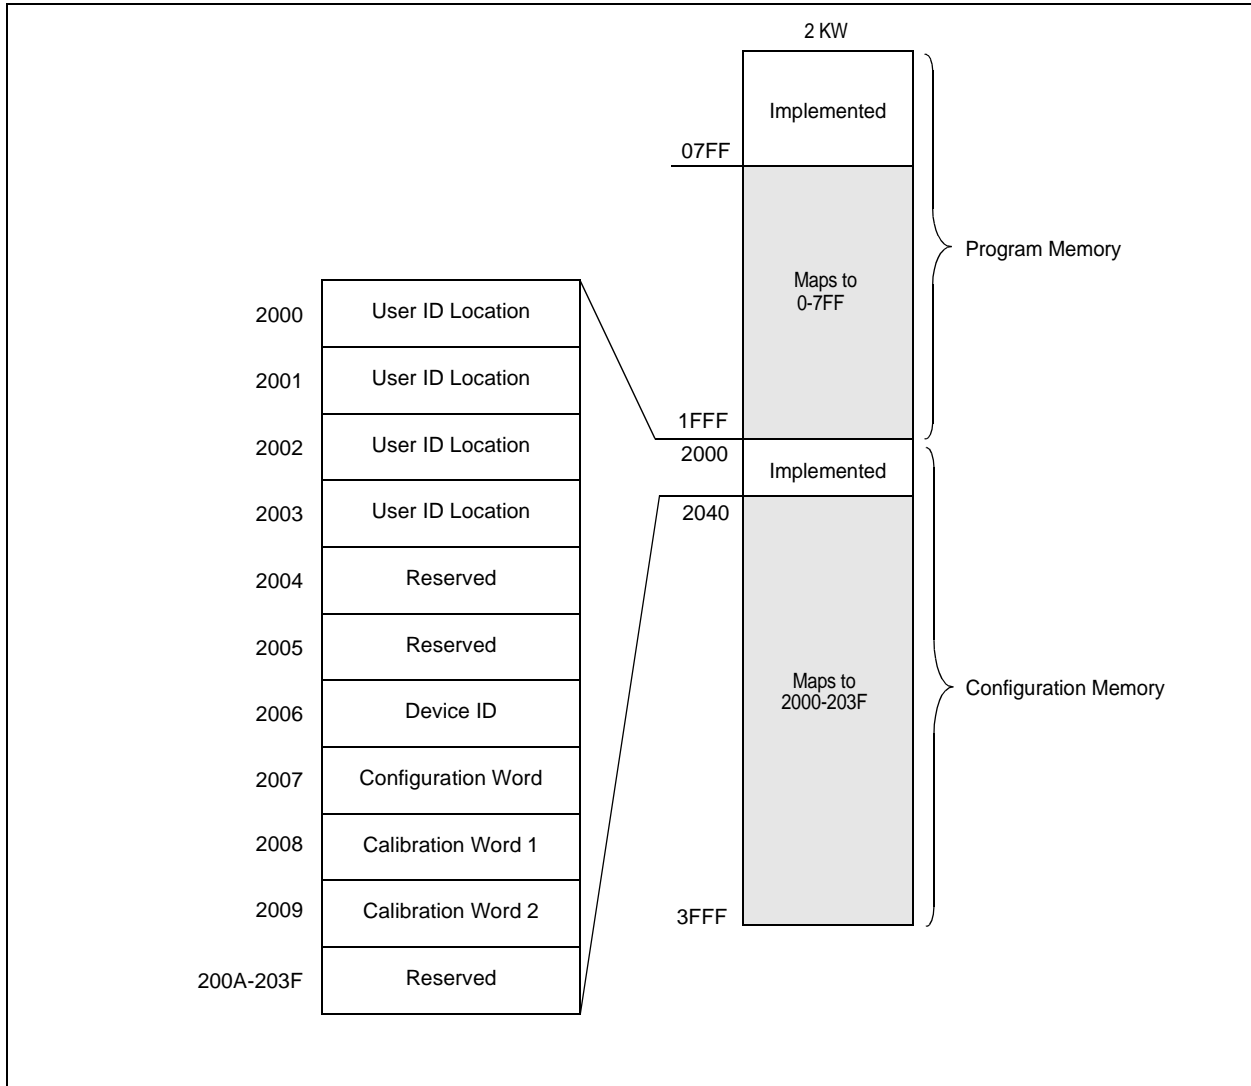 2 KW
Implemented
07FF
Maps to
0-7FF
Program Memory
1FFF
2000
Implemented
2040
Maps to
2000-203F
Configuration Memory
3FFF
2000
User ID Location
2001
User ID Location
2002
User ID Location
2003
User ID Location
2004
Reserved
2005
Reserved
2006
Device ID
2007
Configuration Word
2008
Calibration Word 1
2009
Calibration Word 2
200A-203F
Reserved